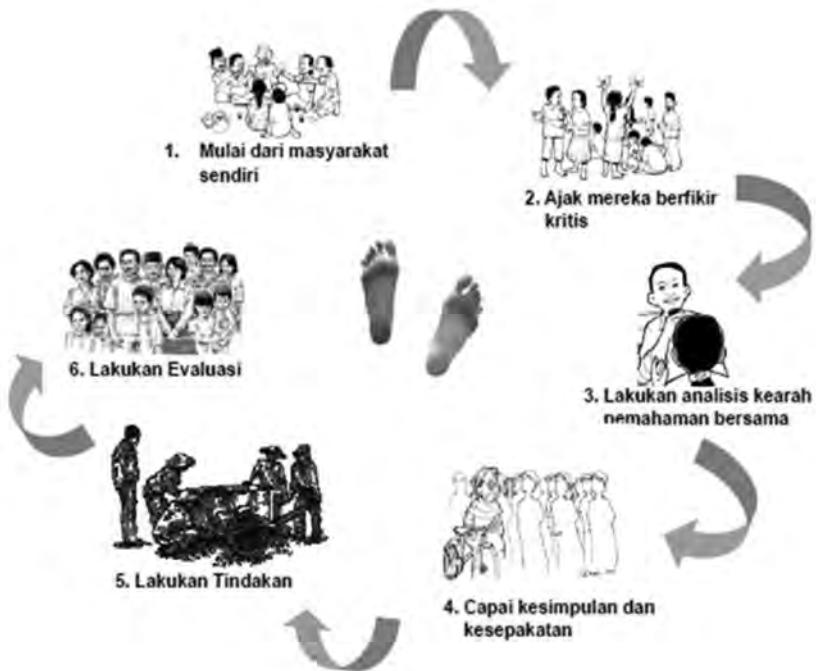 1. Mulai dari masyarakat
sendiri
2. Ajak mereka berfikir
kritis
3. Lakukan analisis kearah
pemahaman bersama
4. Capai kesimpulan dan
kesepakatan
5. Lakukan Tindakan
6. Lakukan Evaluasi